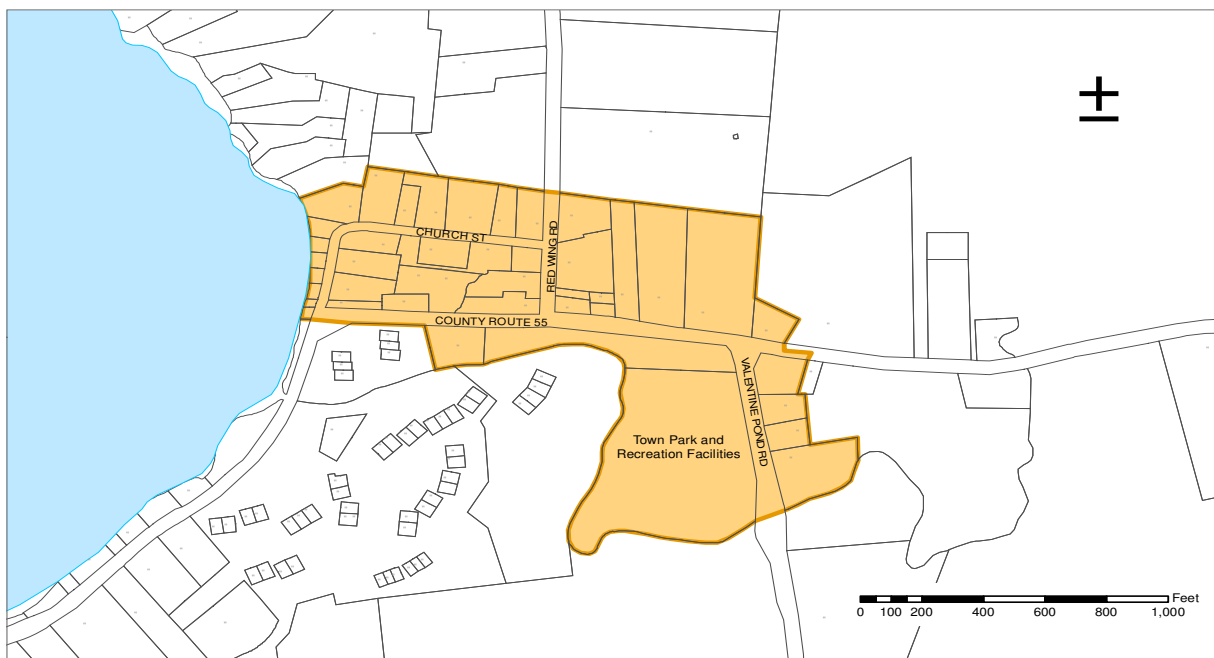 ±
CHURCH ST
RED WING RD
COUNTY ROUTE 55
VALENTINE POND RD
Town Park and
Recreation Facilities
Feet
0 100 200 400 600 800 1,000